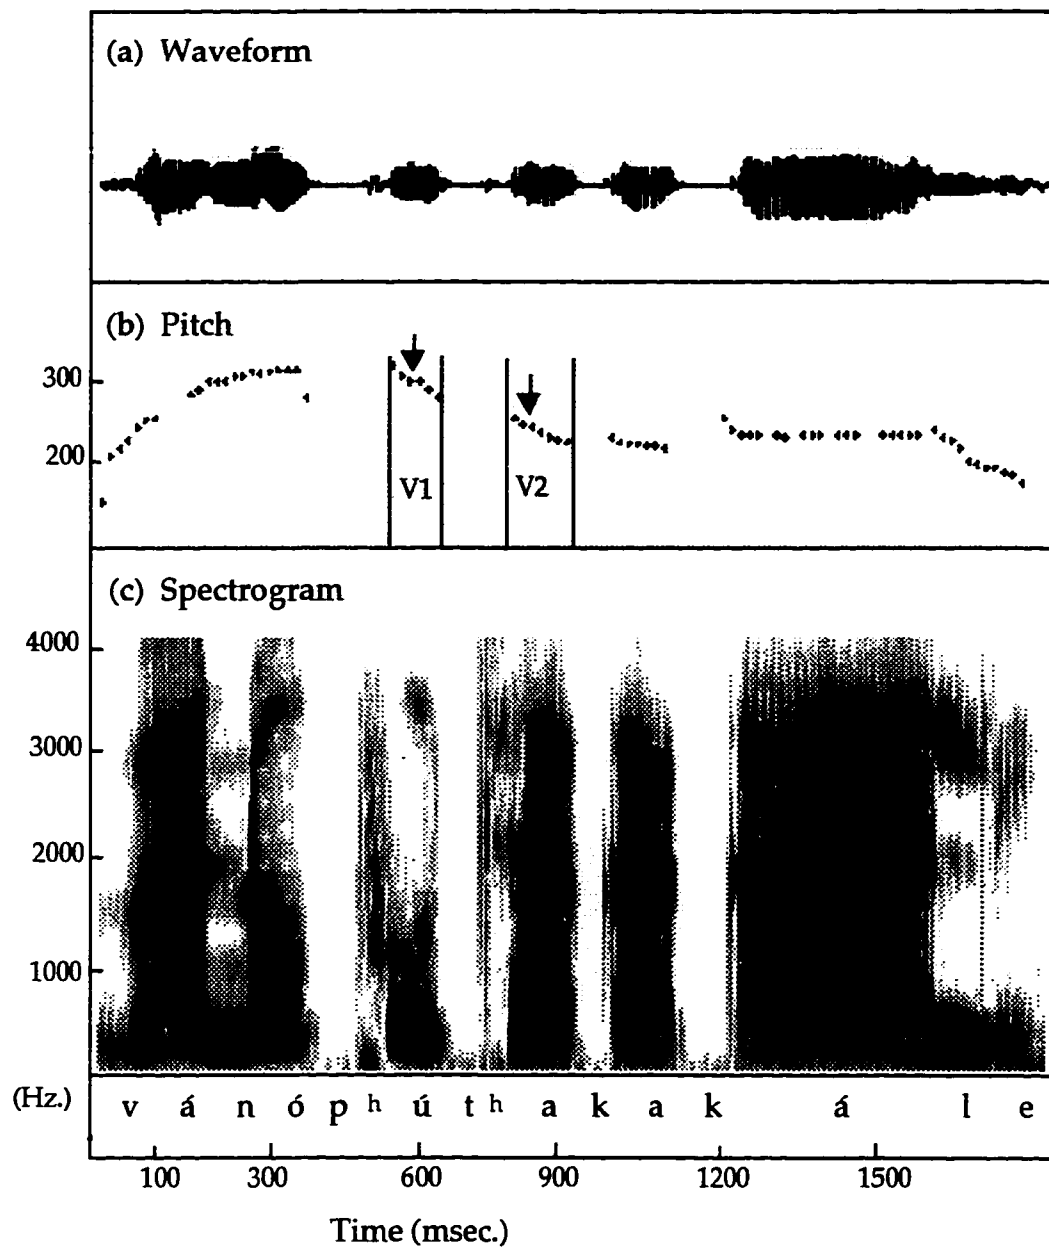 (a) Waveform
(b) Pitch
300
200
V1
V2
(c) Spectrogram
4000
3000
2000
1000
(Hz.)
v á n ó p h ú t h a k a k á l e
100 300 600 900 1200 1500
Time (msec.)